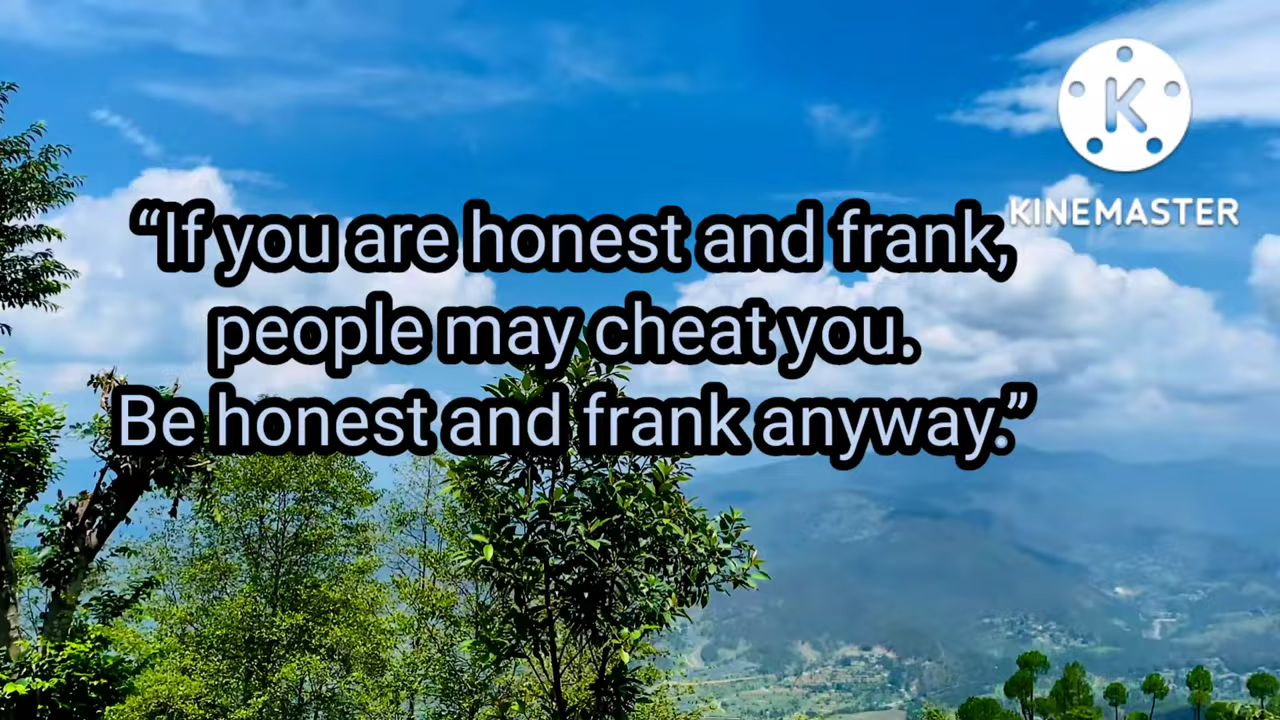 “If you are honest and frank,
people may cheat you.
Be honest and frank anyway.”
K
KINEMASTER